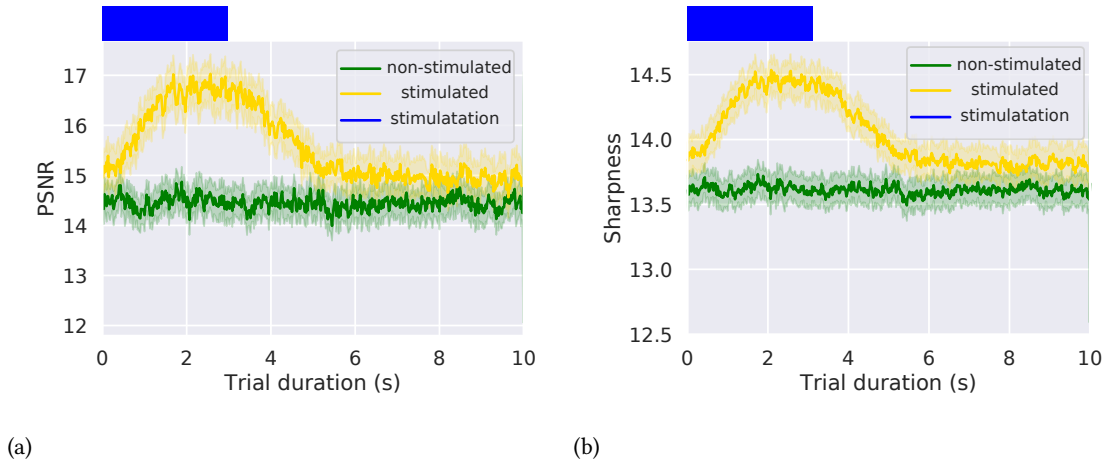 PSNR
17
16
15
14
13
12
0 2 4 6 8 10
Trial duration (s)
non-stimulated
stimulated
stimulatation
(a)
Sharpness
14.5
14.0
13.5
13.0
12.5
0 2 4 6 8 10
Trial duration (s)
non-stimulated
stimulated
stimulatation
(b)